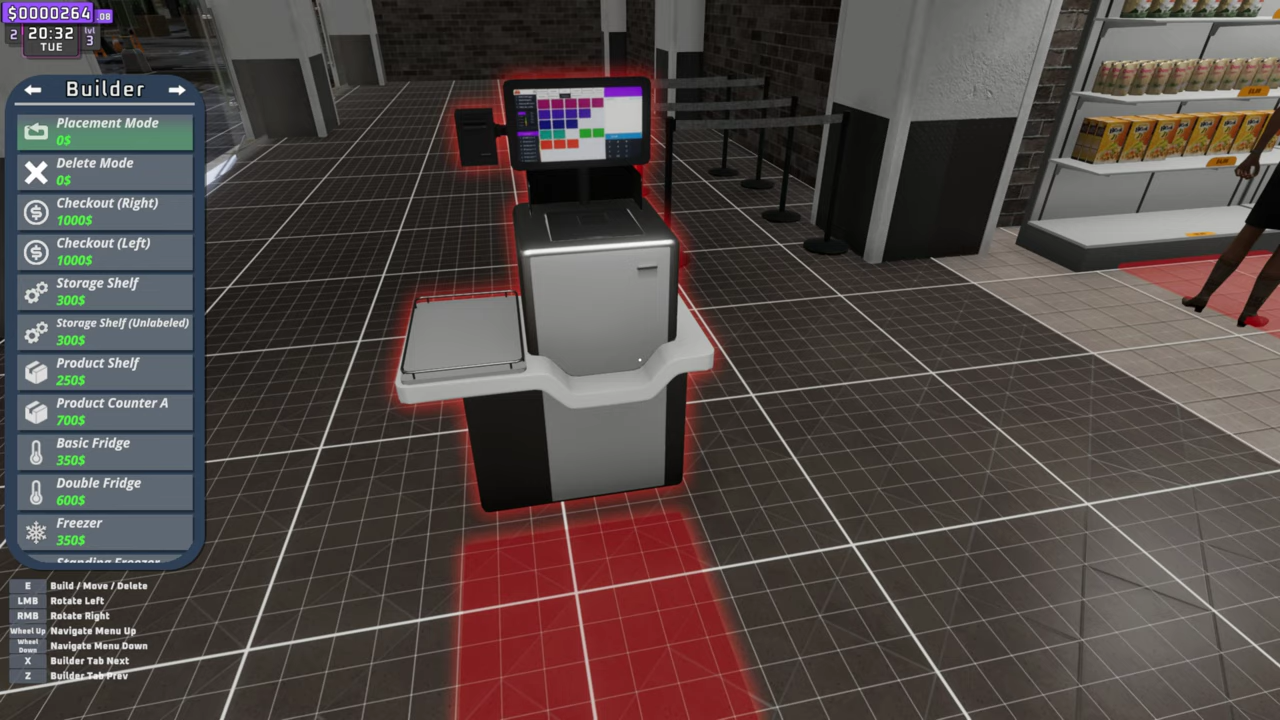 $0000264 .08
2 20:32 lvl 3
TUE
Builder
Placement Mode
0$
Delete Mode
0$
Checkout (Right)
1000$
Checkout (Left)
1000$
Storage Shelf
300$
Storage Shelf (Unlabeled)
300$
Product Shelf
250$
Product Counter A
700$
Basic Fridge
350$
Double Fridge
600$
Freezer
350$
Standing Freezer
E Build / Move / Delete
LMB Rotate Left
RMB Rotate Right
Wheel Up Navigate Menu Up
Wheel Down Navigate Menu Down
X Builder Tab Next
Z Builder Tab Prev